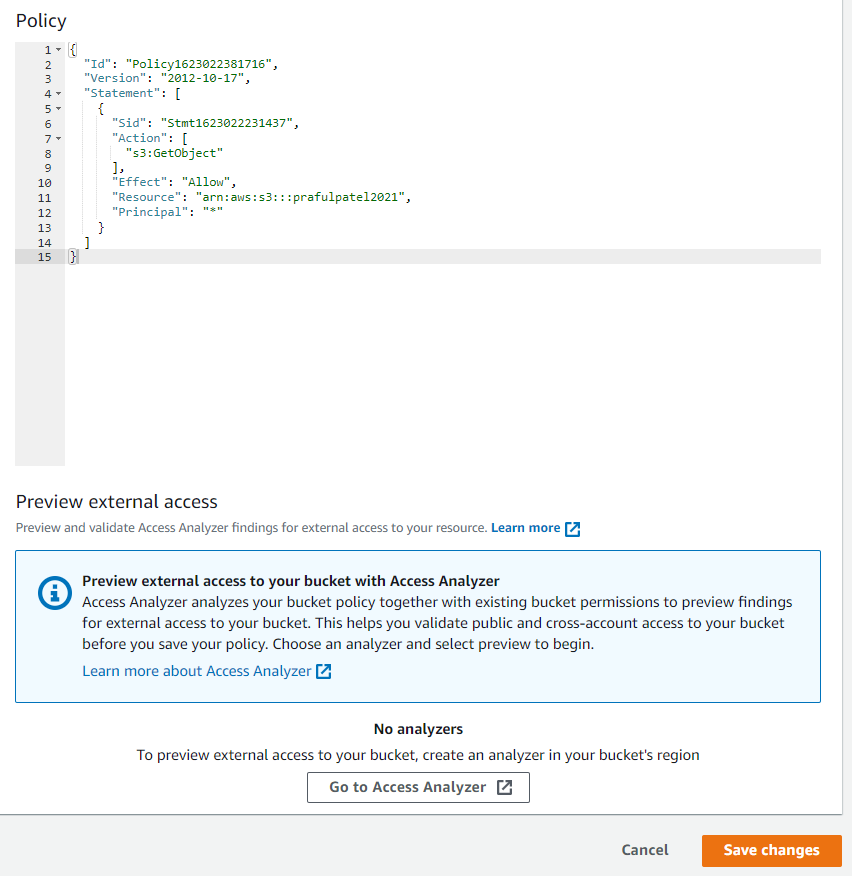 Policy
1 {
2 "Id": "Policy1623022381716",
3 "Version": "2012-10-17",
4 "Statement": [
5 {
6 "Sid": "Stmt1623022231437",
7 "Action": [
8 "s3:GetObject"
9 ],
10 "Effect": "Allow",
11 "Resource": "arn:aws:s3:::prafulpatel2021",
12 "Principal": "*"
13 }
14 ]
15 }
Preview external access
Preview and validate Access Analyzer findings for external access to your resource. Learn more
Preview external access to your bucket with Access Analyzer
Access Analyzer analyzes your bucket policy together with existing bucket permissions to preview findings
for external access to your bucket. This helps you validate public and cross-account access to your bucket
before you save your policy. Choose an analyzer and select preview to begin.
Learn more about Access Analyzer
No analyzers
To preview external access to your bucket, create an analyzer in your bucket's region
Go to Access Analyzer
Cancel Save changes